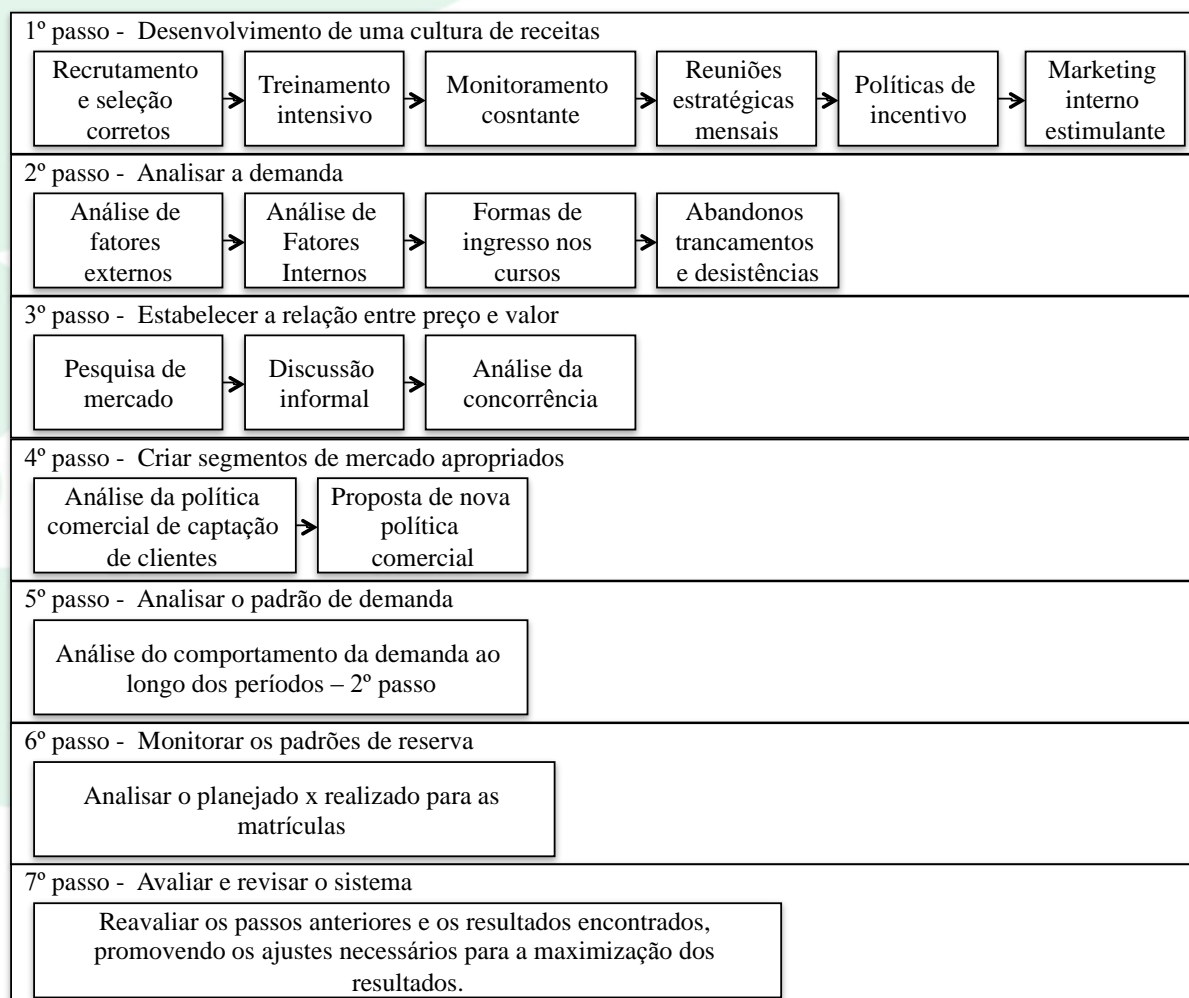 1º passo - Desenvolvimento de uma cultura de receitas
Recrutamento
e seleção
corretos
Treinamento
intensivo
Monitoramento
cosntante
Reuniões
estratégicas
mensais
Políticas de
incentivo
Marketing
interno
estimulante
2º passo - Analisar a demanda
Análise de
fatores
externos
Análise de
Fatores
Internos
Formas de
ingresso nos
cursos
Abandonos
trancamentos
e desistências
3º passo - Estabelecer a relação entre preço e valor
Pesquisa de
mercado
Discussão
informal
Análise da
concorrência
4º passo - Criar segmentos de mercado apropriados
Análise da política
comercial de captação
de clientes
Proposta de nova
política
comercial
5º passo - Analisar o padrão de demanda
Análise do comportamento da demanda ao
longo dos períodos – 2º passo
6º passo - Monitorar os padrões de reserva
Analisar o planejado x realizado para as
matrículas
7º passo - Avaliar e revisar o sistema
Reavaliar os passos anteriores e os resultados encontrados,
promovendo os ajustes necessários para a maximização dos
resultados.